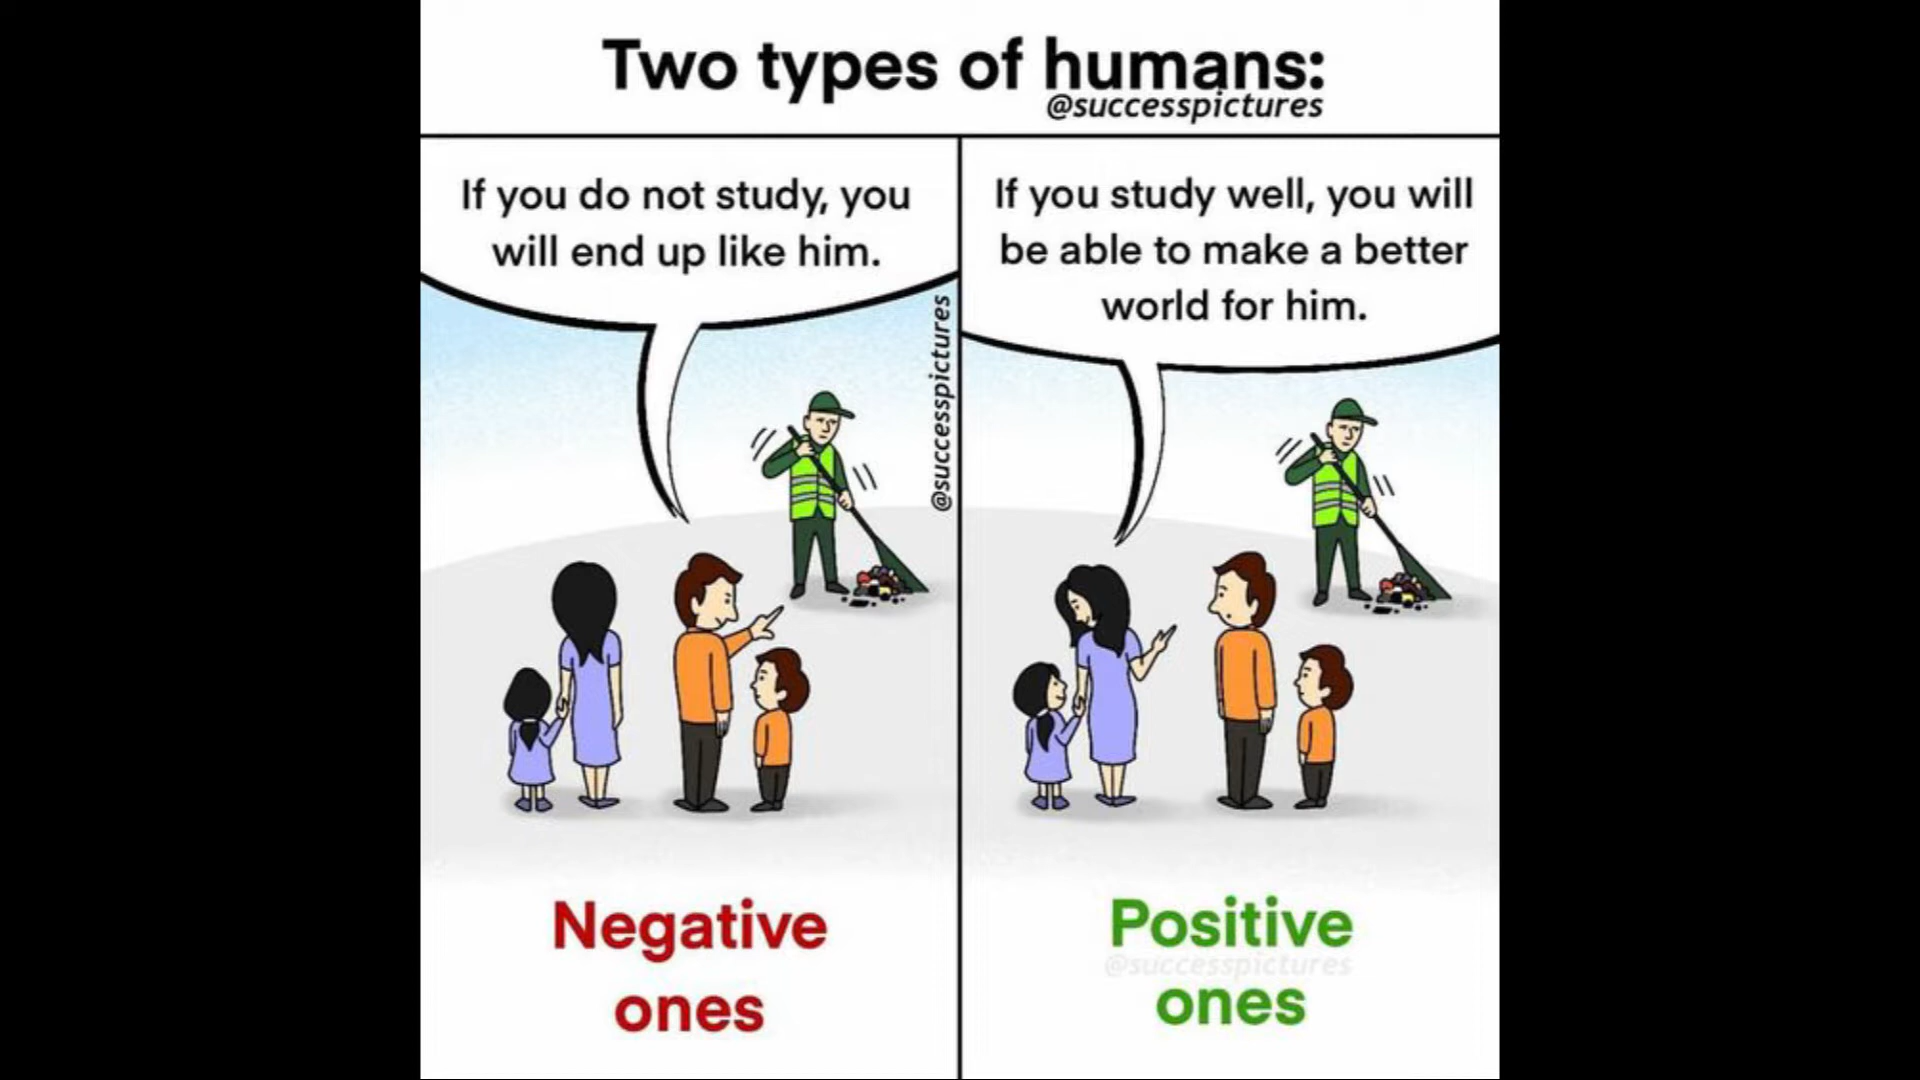 Two types of humans:
@successpictures
If you do not study, you
will end up like him.
@successpictures
Negative
ones
If you study well, you will
be able to make a better
world for him.
Positive
@successpictures
ones